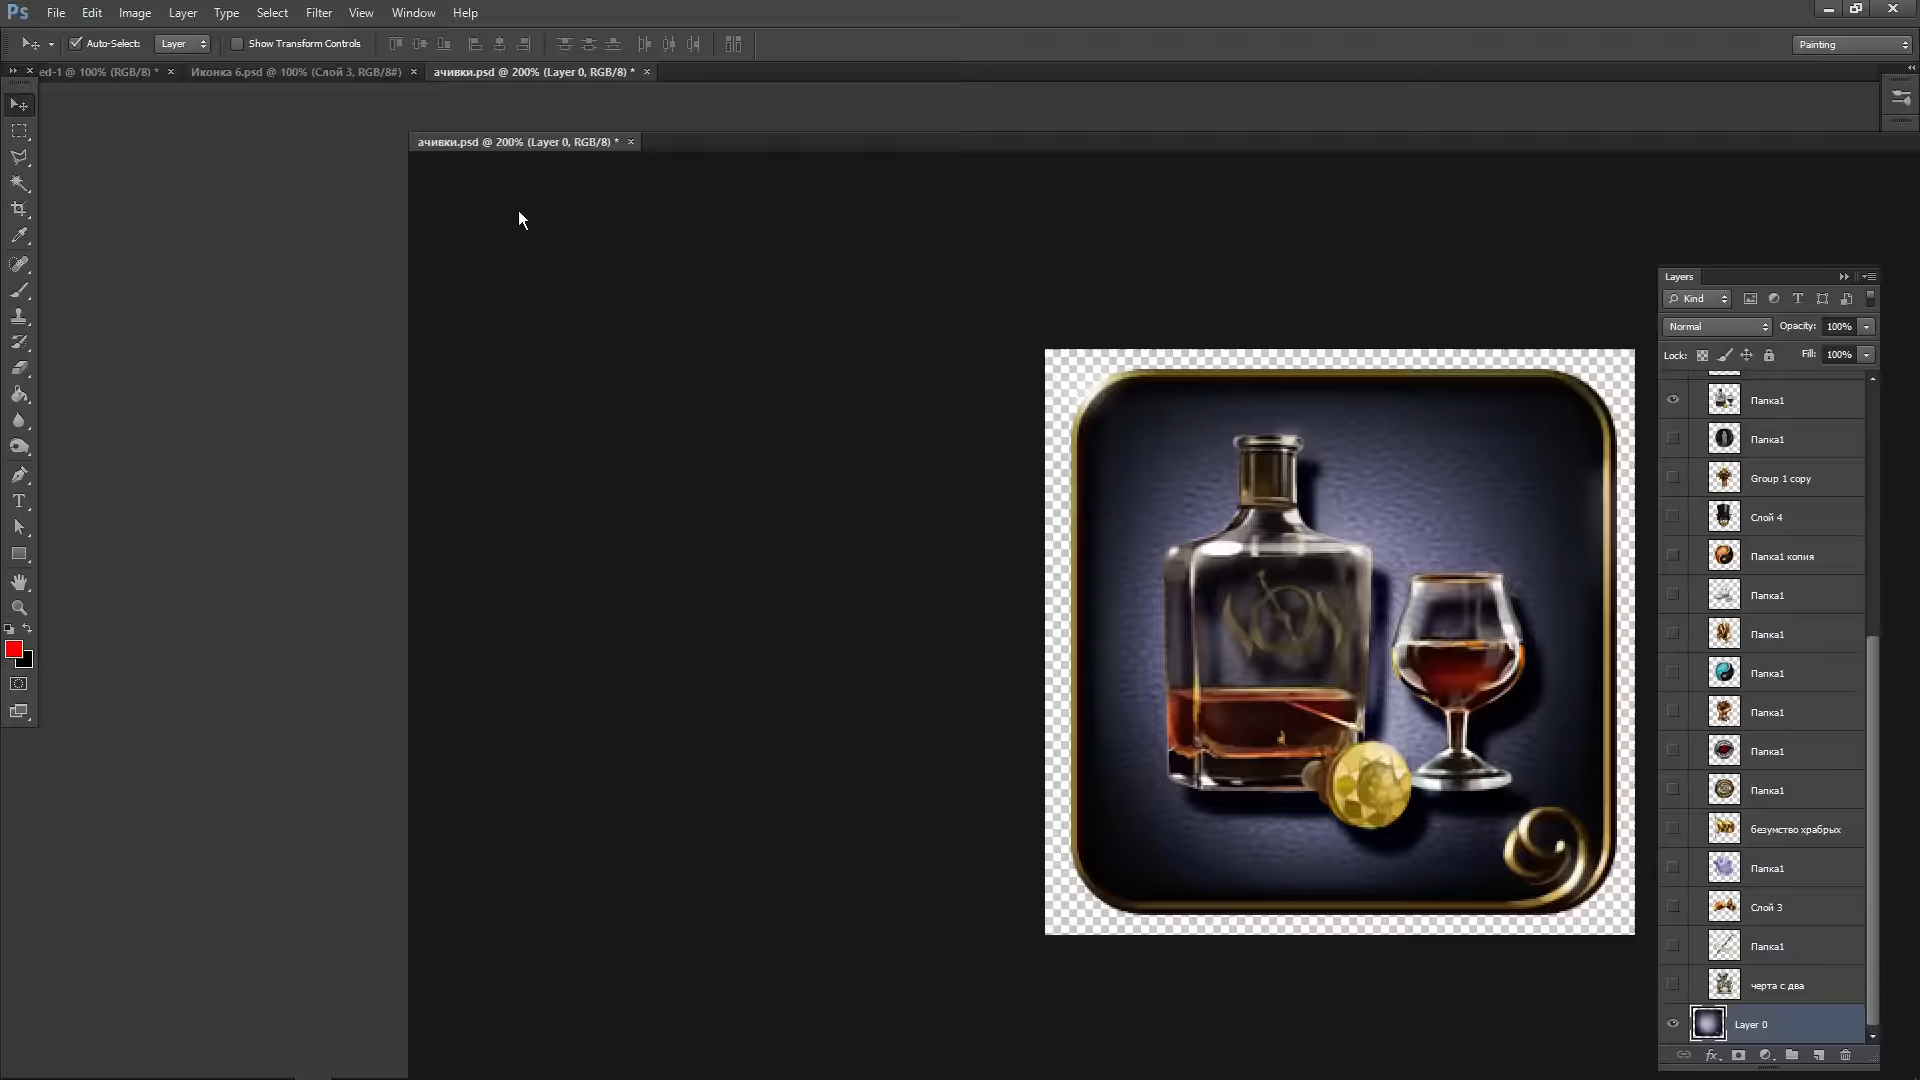 Ps File Edit Image Layer Type Select Filter View Window Help
Auto-Select: Layer Show Transform Controls Painting
ed-1 @ 100% (RGB/8) * × Иконка 6.psd @ 100% (Слой 3, RGB/8#) × ачивки.psd @ 200% (Layer 0, RGB/8) * ×
ачивки.psd @ 200% (Layer 0, RGB/8) * ×
Layers
Kind
Normal Opacity: 100%
Lock: Fill: 100%
Папка1
Папка1
Group 1 copy
Слой 4
Папка1 копия
Папка1
Папка1
Папка1
Папка1
Папка1
Папка1
безумство храбрых
Папка1
Слой 3
Папка1
черта с два
Layer 0